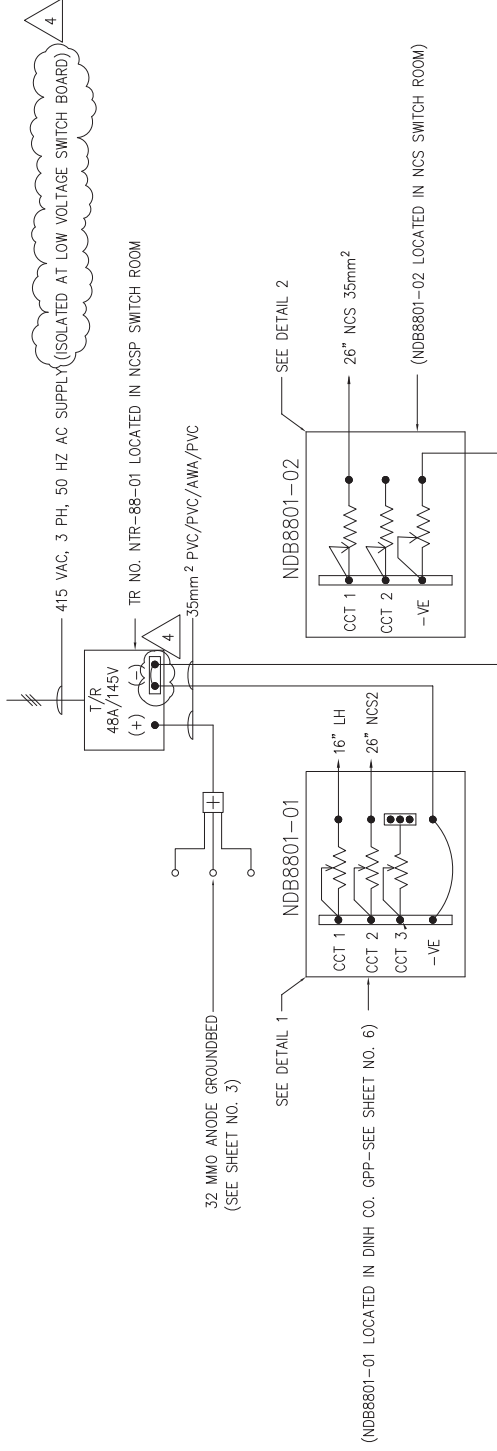 4
415 VAC, 3 PH, 50 HZ AC SUPPLY (ISOLATED AT LOW VOLTAGE SWITCH BOARD)
TR NO. NTR-88-01 LOCATED IN NCSP SWITCH ROOM
T/R
48A/145V
(+)
(-)
4
35mm² PVC/PVC/AWA/PVC
32 MMO ANODE GROUNDBED
(SEE SHEET NO. 3)
SEE DETAIL 1
NDB8801-01
CCT 1
16" LH
CCT 2
26" NCS2
CCT 3
-VE
(NDB8801-01 LOCATED IN DINH CO. GPP-SEE SHEET NO. 6)
SEE DETAIL 2
NDB8801-02
CCT 1
26" NCS 35mm²
CCT 2
-VE
(NDB8801-02 LOCATED IN NCS SWITCH ROOM)